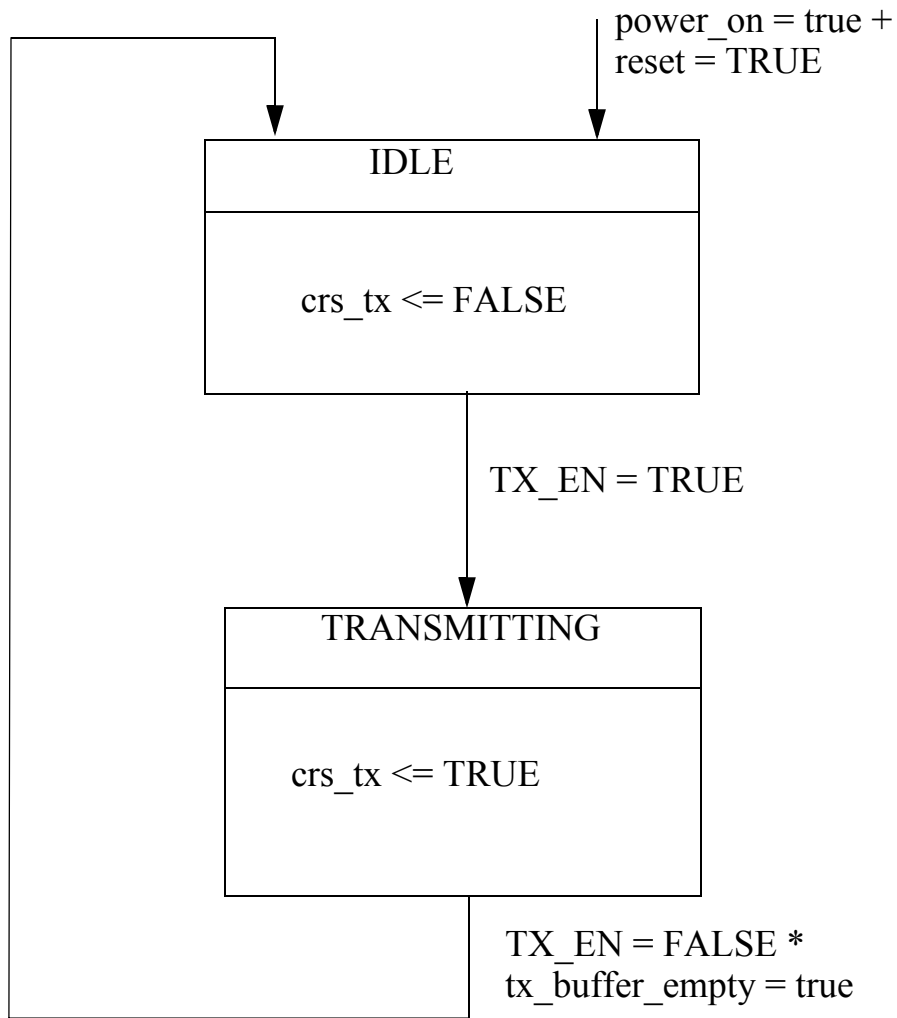 power_on = true +
reset = TRUE
IDLE
crs_tx <= FALSE
TX_EN = TRUE
TRANSMITTING
crs_tx <= TRUE
TX_EN = FALSE *
tx_buffer_empty = true